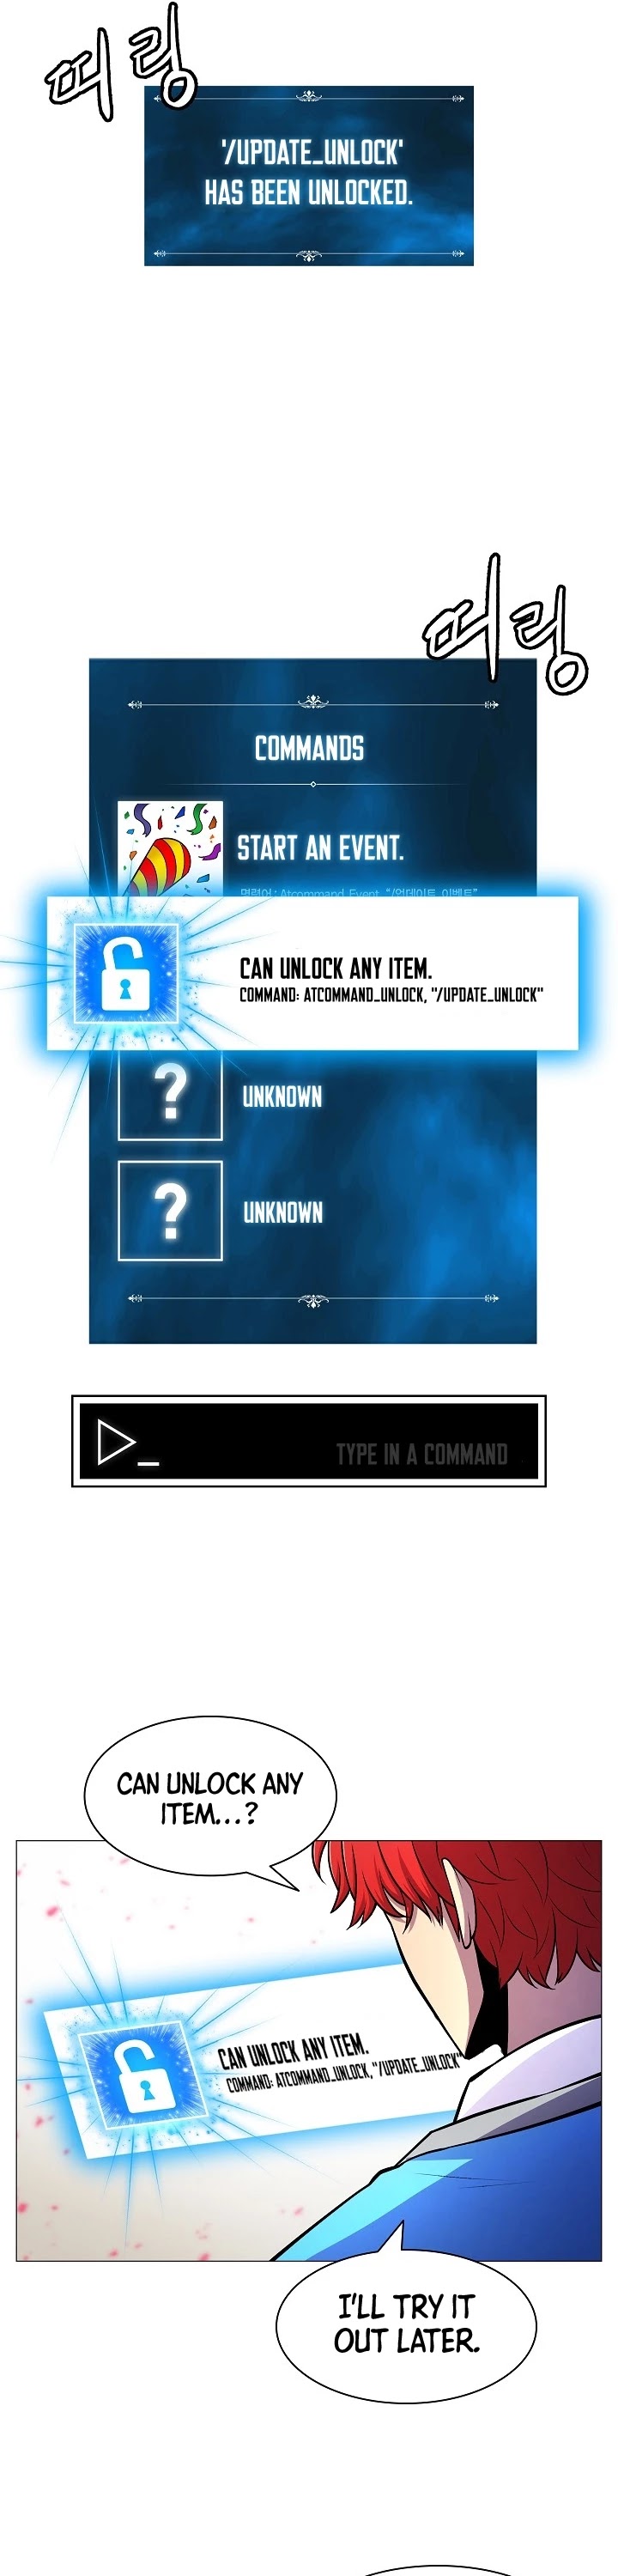 띠링
'/UPDATE_UNLOCK'
HAS BEEN UNLOCKED.
띠링
COMMANDS
START AN EVENT.
명령어 : Atcommand_Event, "/업데이트_이벤트"
CAN UNLOCK ANY ITEM.
COMMAND: ATCOMMAND_UNLOCK, "/UPDATE_UNLOCK"
?
UNKNOWN
?
UNKNOWN
TYPE IN A COMMAND
CAN UNLOCK ANY
ITEM...?
CAN UNLOCK ANY ITEM.
COMMAND: ATCOMMAND_UNLOCK, "/UPDATE_UNLOCK"
I'LL TRY IT
OUT LATER.